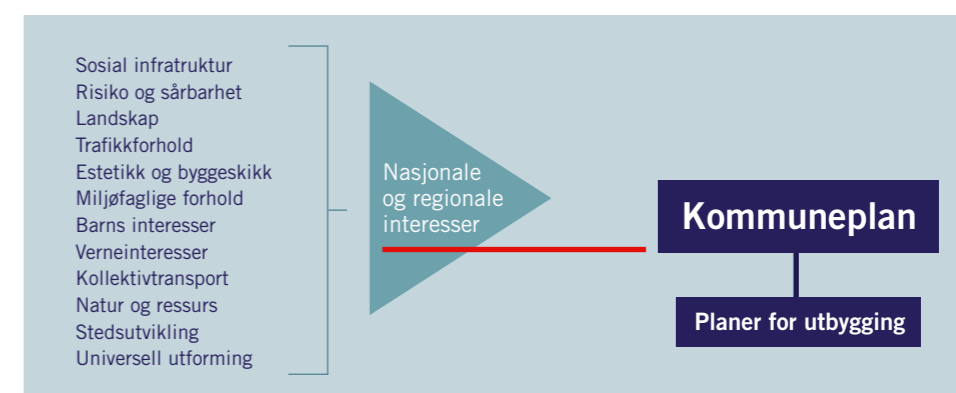 Sosial infratruktur
Risiko og sårbarhet
Landskap
Trafikkforhold
Estetikk og byggeskikk
Miljøfaglige forhold
Barns interesser
Verneinteresser
Kollektivtransport
Natur og ressurs
Stedsutvikling
Universell utforming
Nasjonale
og regionale
interesser
Kommuneplan
Planer for utbygging